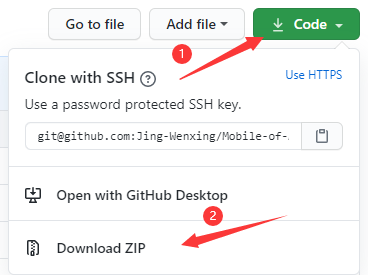 Go to file
Add file
Code
1
Clone with SSH
Use HTTPS
Use a password protected SSH key.
git@github.com:Jing-Wenxing/Mobile-of-
Open with GitHub Desktop
2
Download ZIP